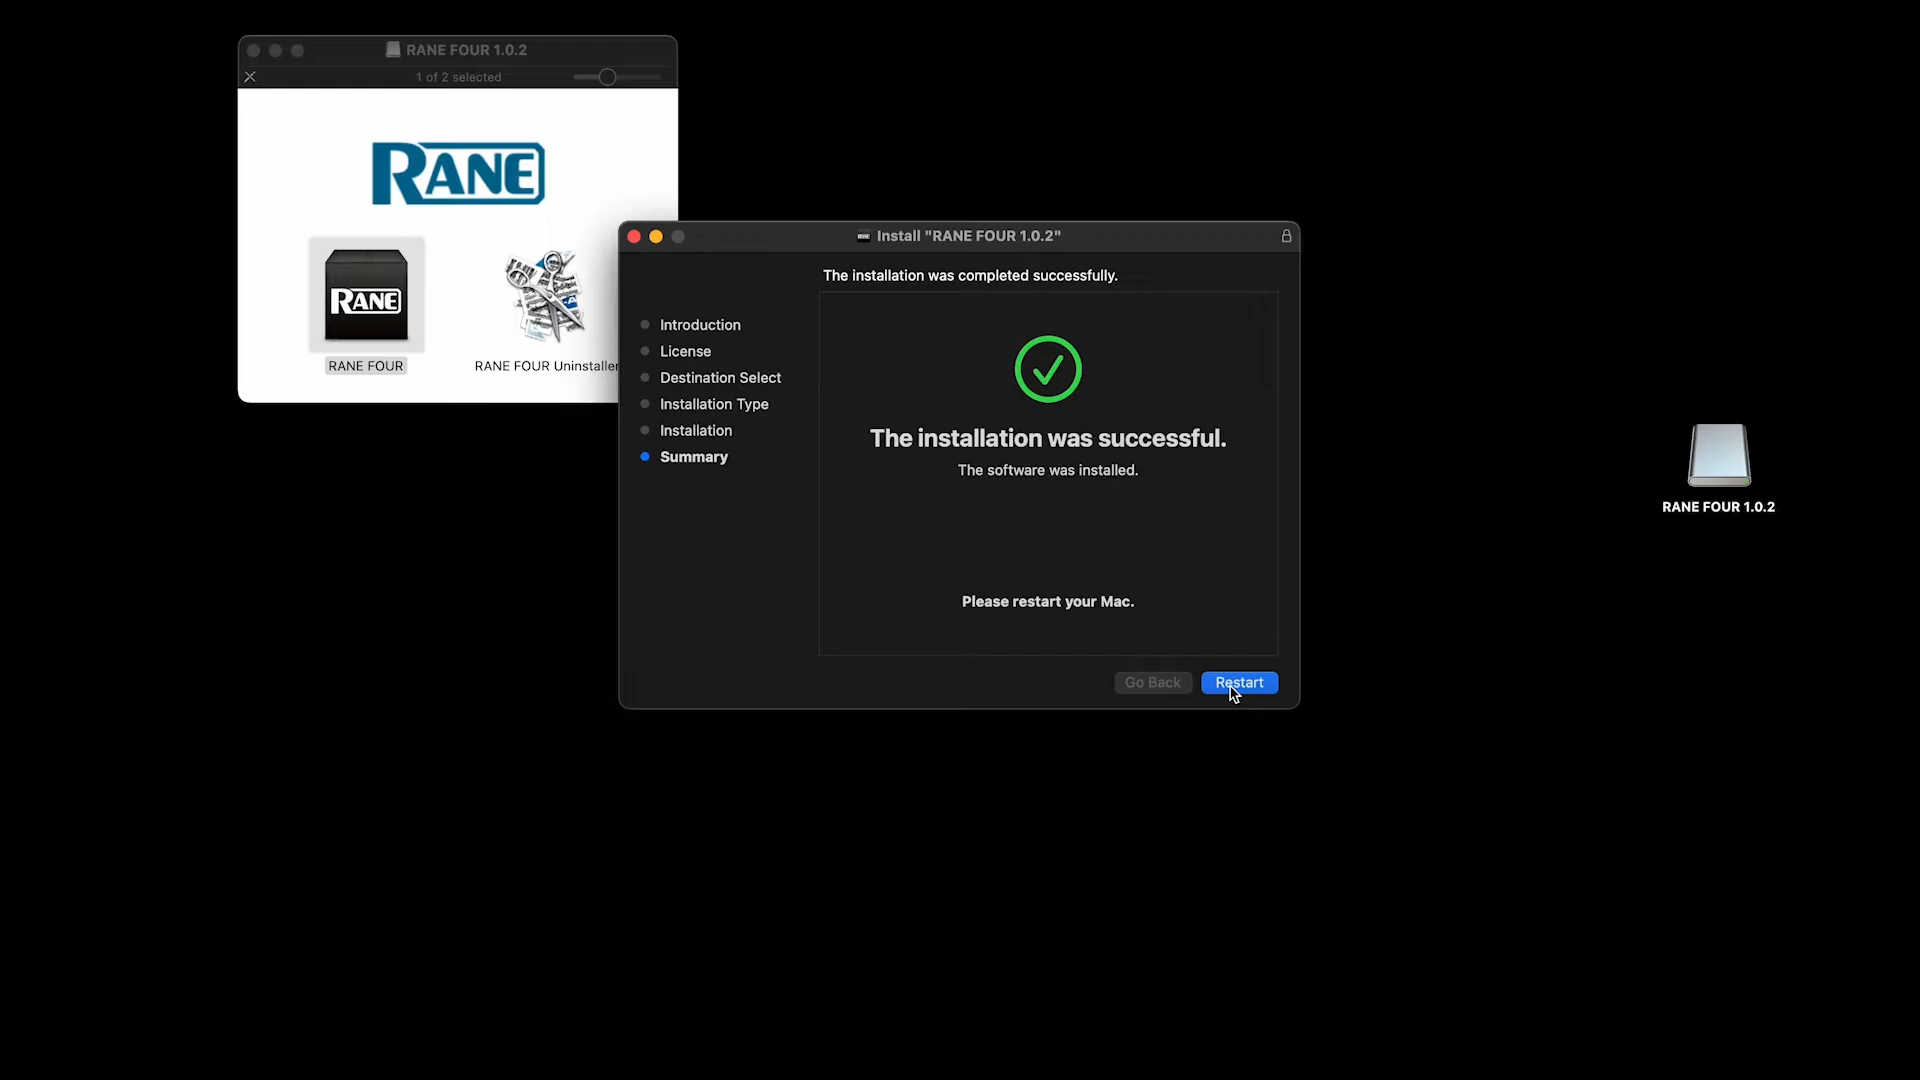 RANE FOUR 1.0.2
1 of 2 selected
RANE
RANE
RANE FOUR
RANE FOUR Uninstaller
Install "RANE FOUR 1.0.2"
The installation was completed successfully.
Introduction
License
Destination Select
Installation Type
Installation
Summary
The installation was successful.
The software was installed.
Please restart your Mac.
Go Back
Restart
RANE FOUR 1.0.2